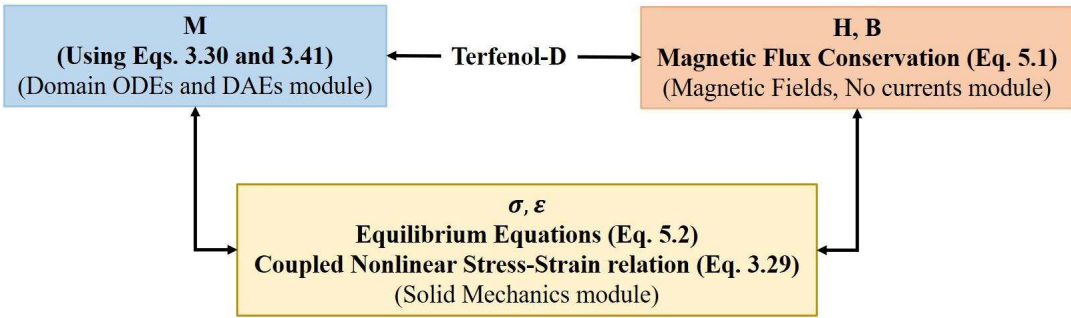 M
(Using Eqs. 3.30 and 3.41)
(Domain ODEs and DAEs module)
Terfenol-D
H, B
Magnetic Flux Conservation (Eq. 5.1)
(Magnetic Fields, No currents module)
σ, ε
Equilibrium Equations (Eq. 5.2)
Coupled Nonlinear Stress-Strain relation (Eq. 3.29)
(Solid Mechanics module)